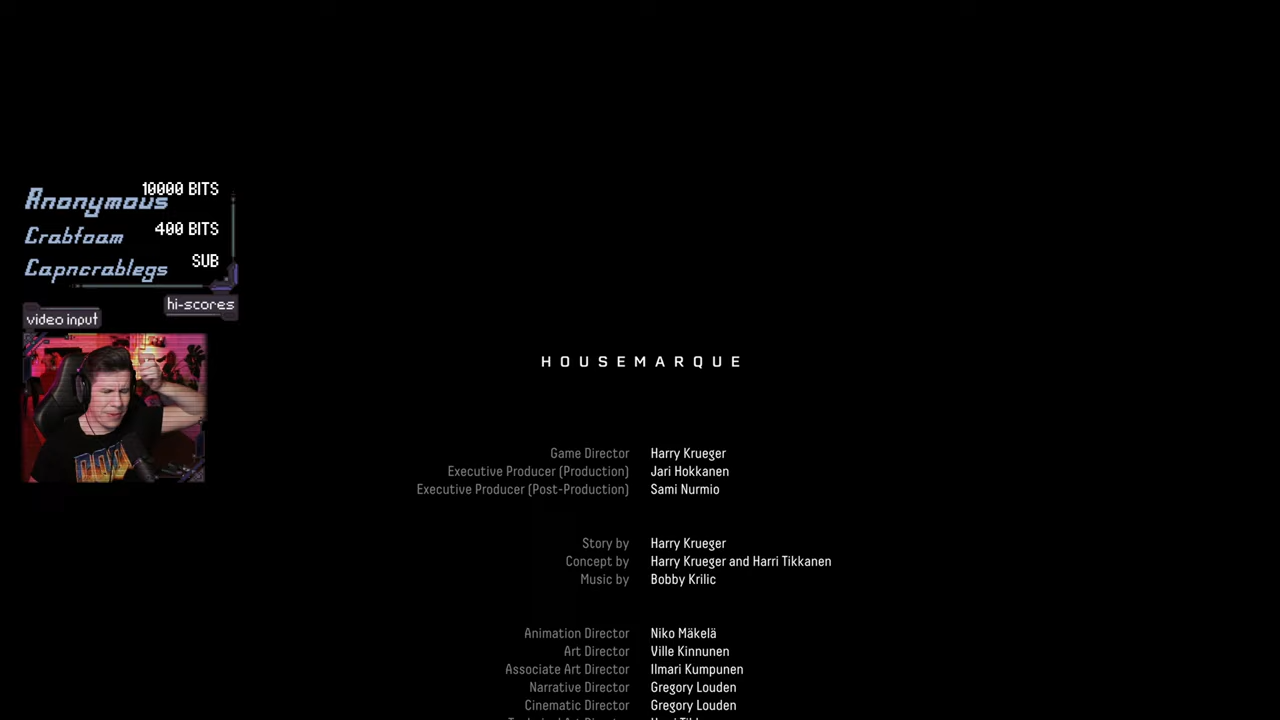 10000 BITS
Anonymous
400 BITS
Crabfoam
SUB
Capncrablegs
hi-scores
video input
HOUSEMARQUE
Game Director Harry Krueger
Executive Producer (Production) Jari Hokkanen
Executive Producer (Post-Production) Sami Nurmio
Story by Harry Krueger
Concept by Harry Krueger and Harri Tikkanen
Music by Bobby Krilic
Animation Director Niko Mäkelä
Art Director Ville Kinnunen
Associate Art Director Ilmari Kumpunen
Narrative Director Gregory Louden
Cinematic Director Gregory Louden